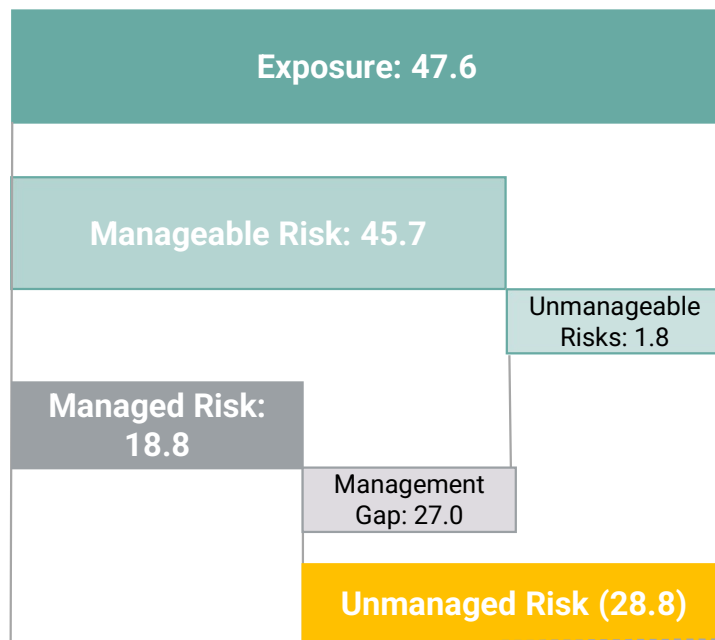 Exposure: 47.6
Manageable Risk: 45.7
Unmanageable
Risks: 1.8
Managed Risk:
18.8
Management
Gap: 27.0
Unmanaged Risk (28.8)